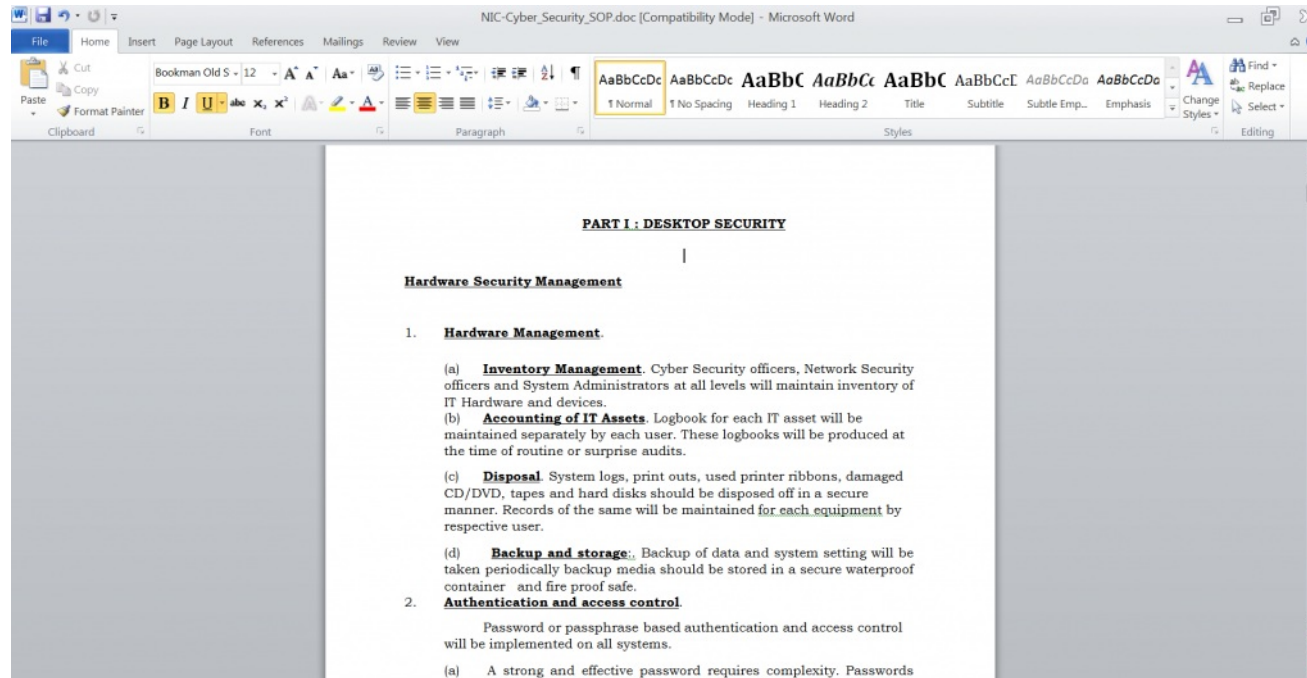 NIC-Cyber_Security_SOP.doc [Compatibility Mode] - Microsoft Word
File Home Insert Page Layout References Mailings Review View
Cut
Copy
Format Painter
Paste
Clipboard
Bookman Old S 12
Font
Paragraph
AaBbCcDc AaBbCcDc AaBbC AaBbCc AaBbC AaBbCcD AaBbCcDa AaBbCcDa
¶ Normal ¶ No Spacing Heading 1 Heading 2 Title Subtitle Subtle Emp... Emphasis
Change Styles
Styles
Find
Replace
Select
Editing
PART I : DESKTOP SECURITY
Hardware Security Management
1. Hardware Management.
(a) Inventory Management. Cyber Security officers, Network Security
officers and System Administrators at all levels will maintain inventory of
IT Hardware and devices.
(b) Accounting of IT Assets. Logbook for each IT asset will be
maintained separately by each user. These logbooks will be produced at
the time of routine or surprise audits.
(c) Disposal. System logs, print outs, used printer ribbons, damaged
CD/DVD, tapes and hard disks should be disposed off in a secure
manner. Records of the same will be maintained for each equipment by
respective user.
(d) Backup and storage:. Backup of data and system setting will be
taken periodically backup media should be stored in a secure waterproof
container and fire proof safe.
2. Authentication and access control.
Password or passphrase based authentication and access control
will be implemented on all systems.
(a) A strong and effective password requires complexity. Passwords